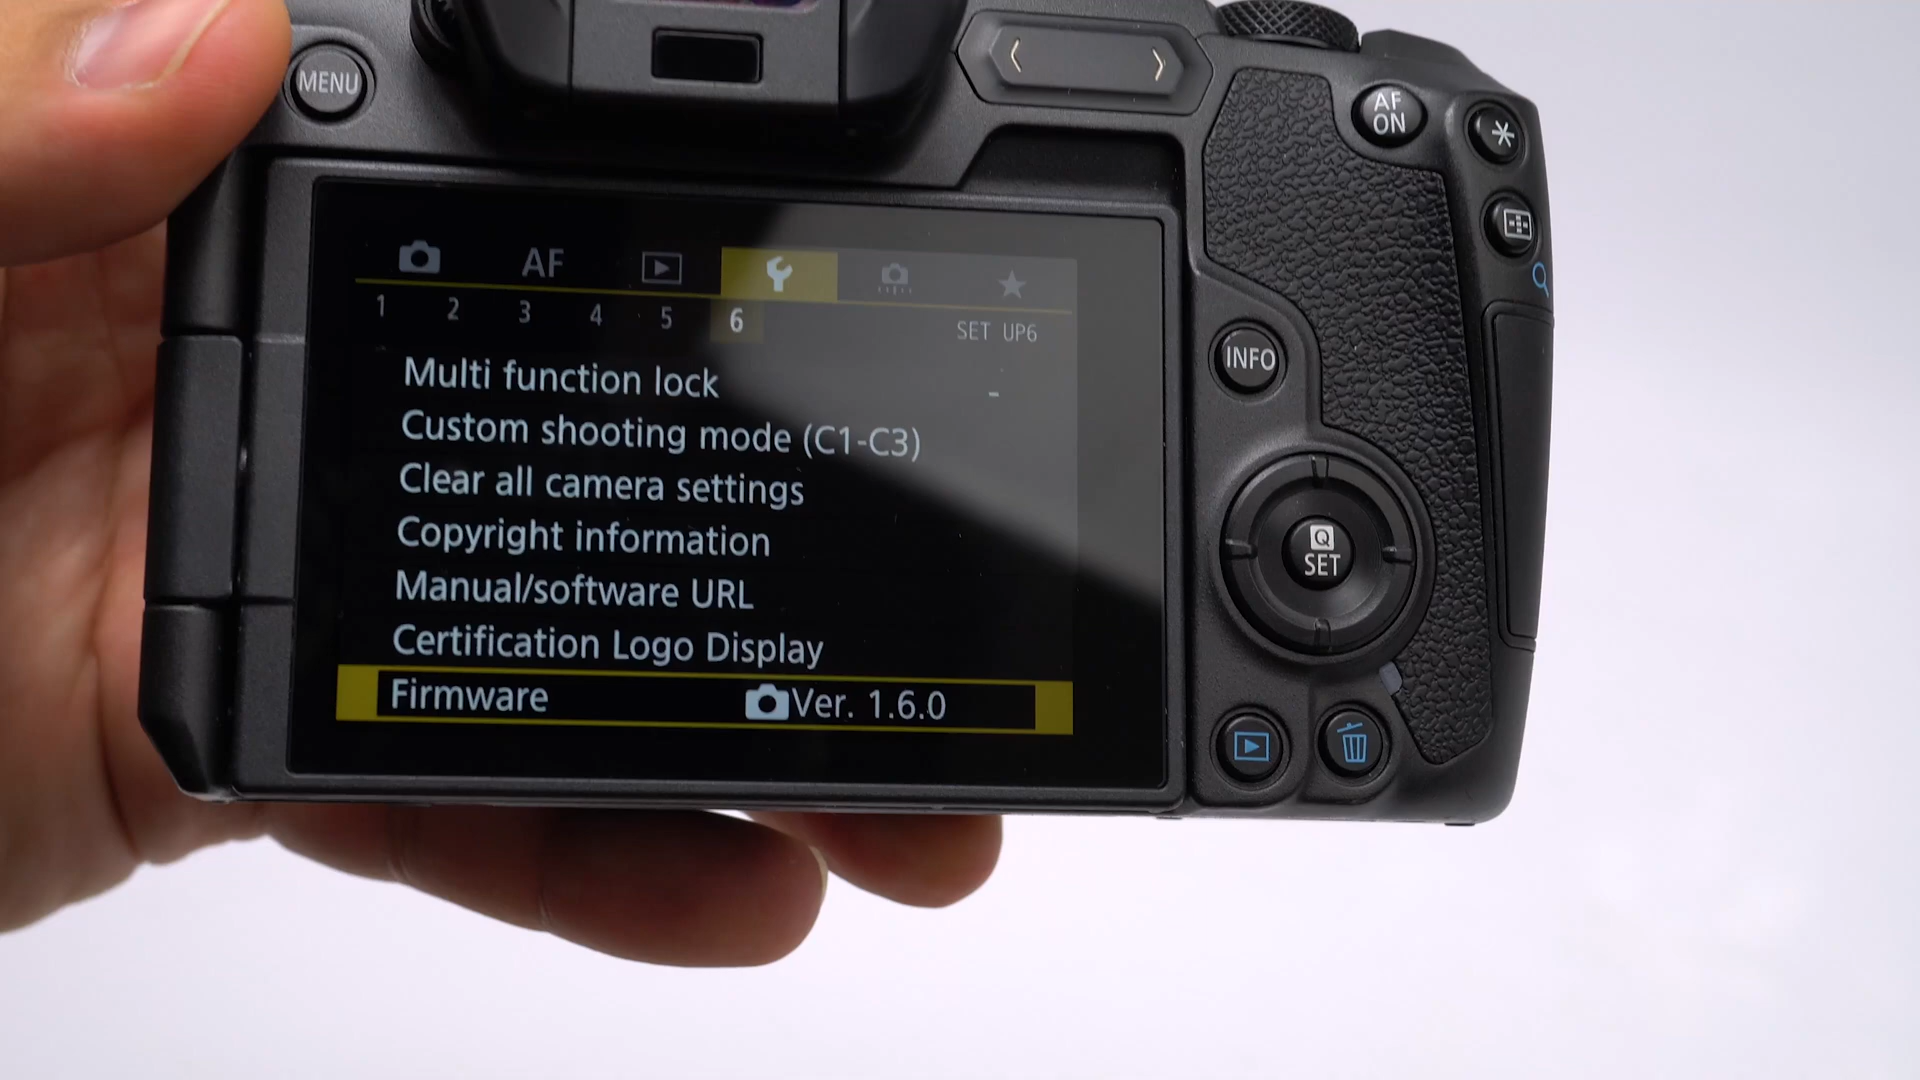 MENU
AF
ON
AF
1 2 3 4 5 6
SET UP6
Multi function lock -
Custom shooting mode (C1-C3)
Clear all camera settings
Copyright information
Manual/software URL
Certification Logo Display
Firmware Ver. 1.6.0
INFO
Q
SET